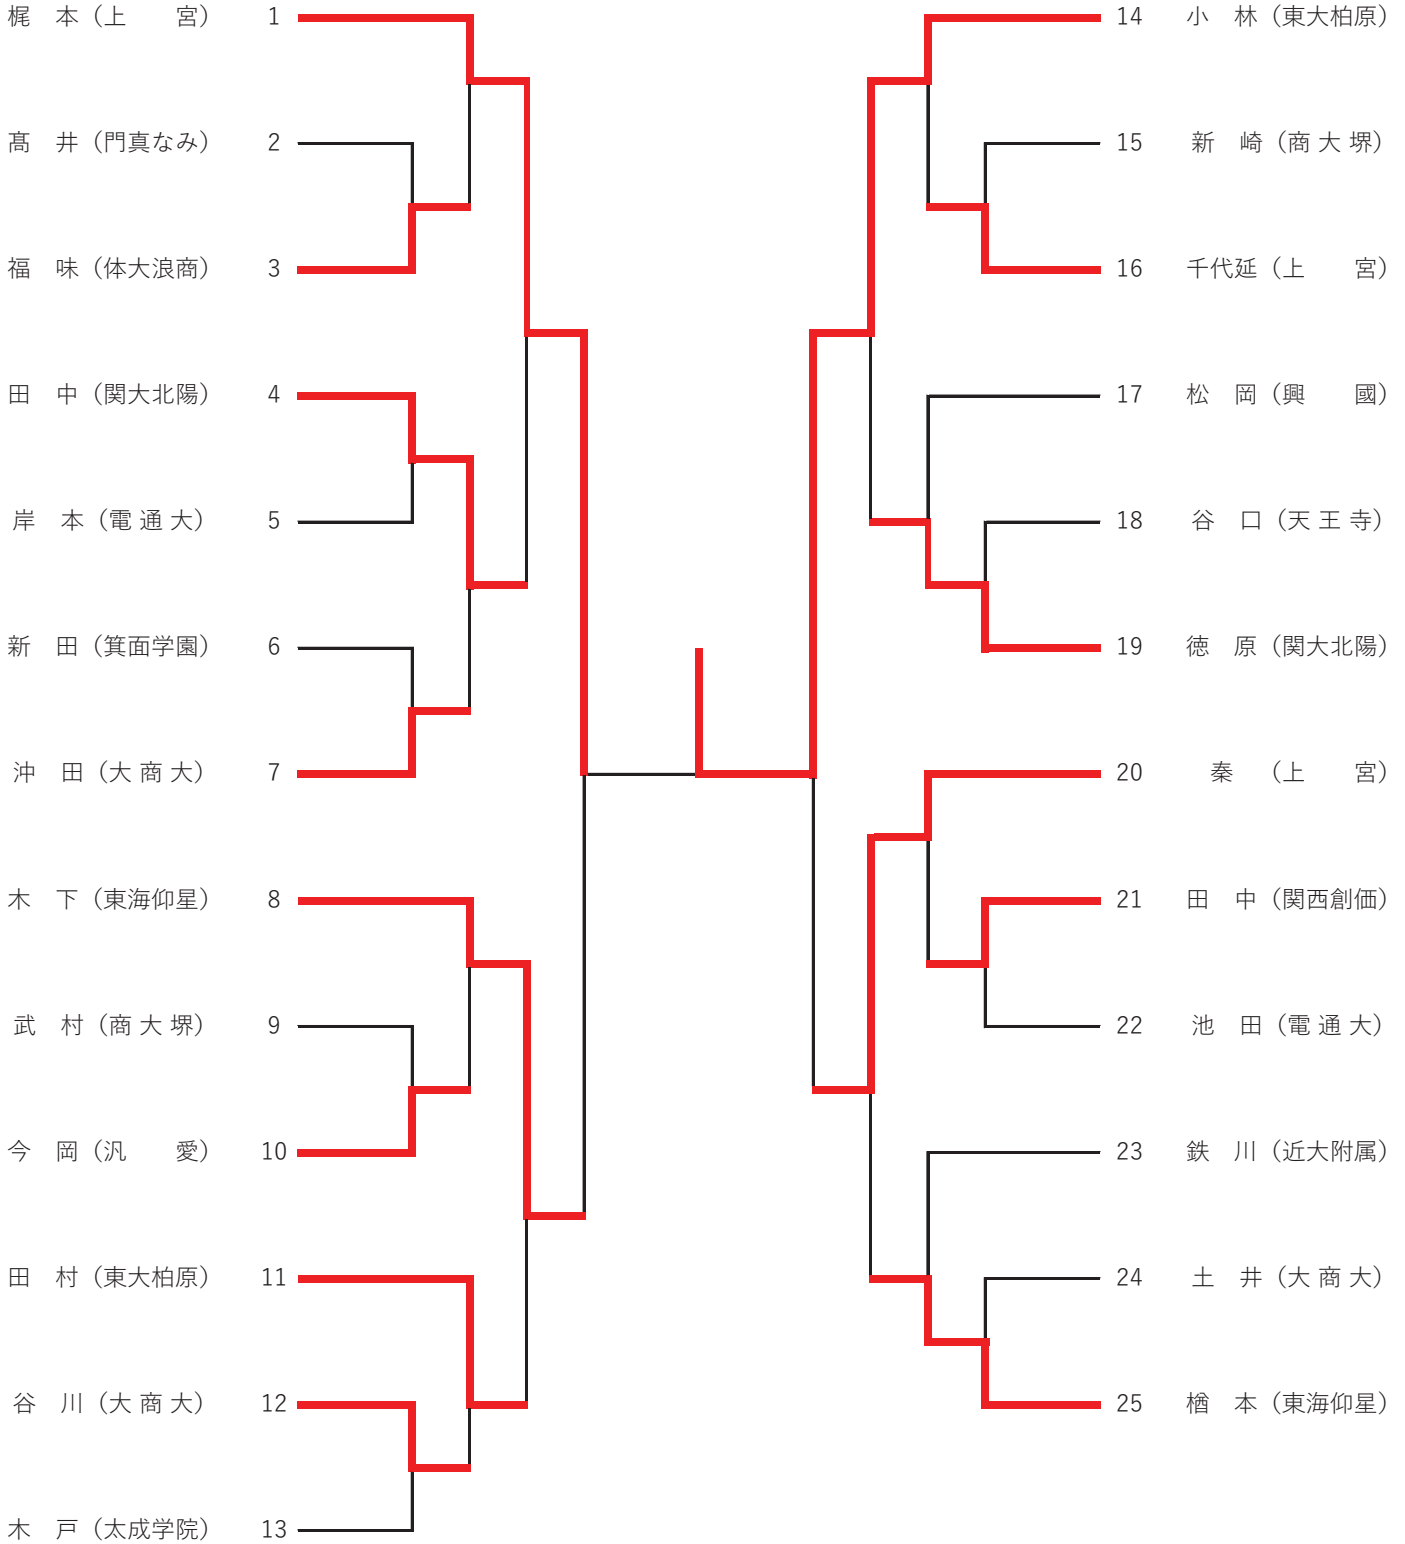 梶　本（上　　宮） 1
髙　井（門真なみ） 2
福　味（体大浪商） 3
田　中（関大北陽） 4
岸　本（電 通 大） 5
新　田（箕面学園） 6
沖　田（大 商 大） 7
木　下（東海仰星） 8
武　村（商 大 堺） 9
今　岡（汎　　愛） 10
田　村（東大柏原） 11
谷　川（大 商 大） 12
木　戸（太成学院） 13
14 小　林（東大柏原）
15 新　崎（商 大 堺）
16 千代延（上　　宮）
17 松　岡（興　　國）
18 谷　口（天 王 寺）
19 徳　原（関大北陽）
20 秦　（上　　宮）
21 田　中（関西創価）
22 池　田（電 通 大）
23 鉄　川（近大附属）
24 土　井（大 商 大）
25 楢　本（東海仰星）